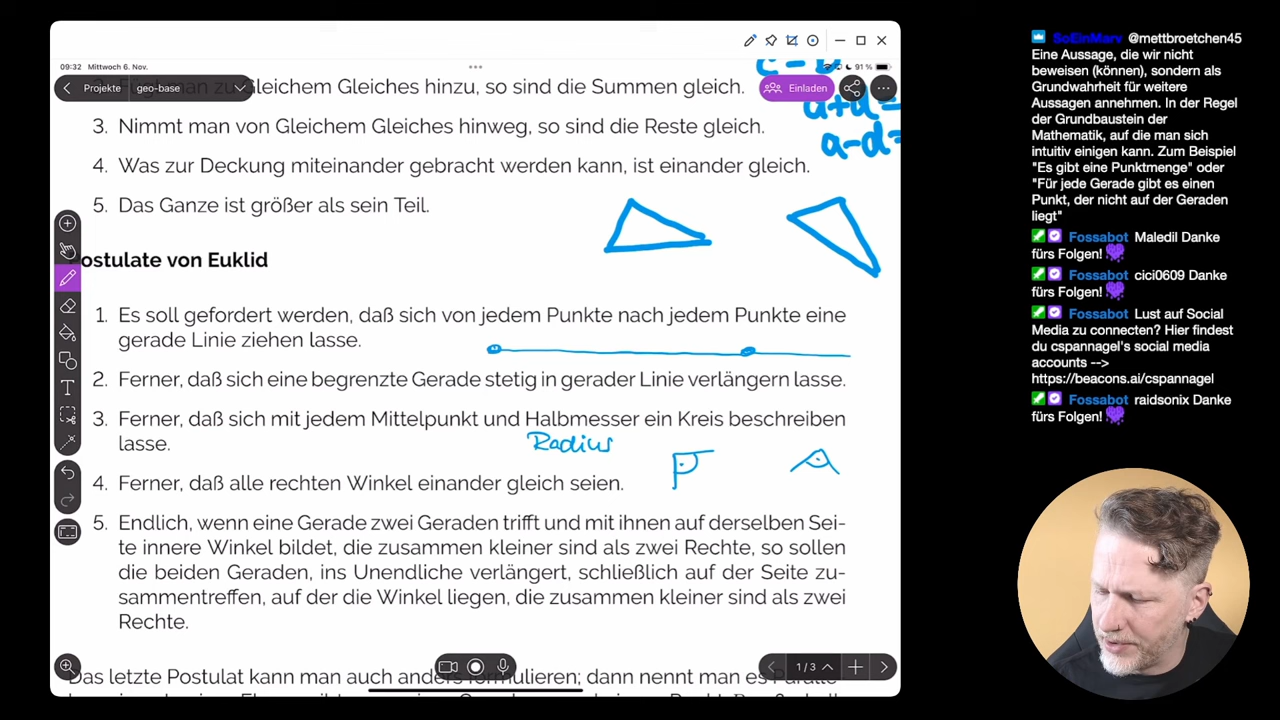 09:32 Mittwoch 6. Nov.
91 %
Projekte
geo-base
Einladen
zu Gleichem Gleiches hinzu, so sind die Summen gleich.
a+d=
3. Nimmt man von Gleichem Gleiches hinweg, so sind die Reste gleich.
a-d=
4. Was zur Deckung miteinander gebracht werden kann, ist einander gleich.
5. Das Ganze ist größer als sein Teil.
ostulate von Euklid
1. Es soll gefordert werden, daß sich von jedem Punkte nach jedem Punkte eine
gerade Linie ziehen lasse.
2. Ferner, daß sich eine begrenzte Gerade stetig in gerader Linie verlängern lasse.
3. Ferner, daß sich mit jedem Mittelpunkt und Halbmesser ein Kreis beschreiben
lasse.
Radius
4. Ferner, daß alle rechten Winkel einander gleich seien.
5. Endlich, wenn eine Gerade zwei Geraden trifft und mit ihnen auf derselben Sei-
te innere Winkel bildet, die zusammen kleiner sind als zwei Rechte, so sollen
die beiden Geraden, ins Unendliche verlängert, schließlich auf der Seite zu-
sammentreffen, auf der die Winkel liegen, die zusammen kleiner sind als zwei
Rechte.
Das letzte Postulat kann man auch anders formulieren; dann nennt man es
1/3
SoEinMarv @mettbroetchen45
Eine Aussage, die wir nicht
beweisen (können), sondern als
Grundwahrheit für weitere
Aussagen annehmen. In der Regel
der Grundbaustein der
Mathematik, auf die man sich
intuitiv einigen kann. Zum Beispiel
"Es gibt eine Punktmenge" oder
"Für jede Gerade gibt es einen
Punkt, der nicht auf der Geraden
liegt"
Fossabot Maledil Danke
fürs Folgen!
Fossabot cici0609 Danke
fürs Folgen!
Fossabot Lust auf Social
Media zu connecten? Hier findest
du cspannagel's social media
accounts -->
https://beacons.ai/cspannagel
Fossabot raidsonix Danke
fürs Folgen!